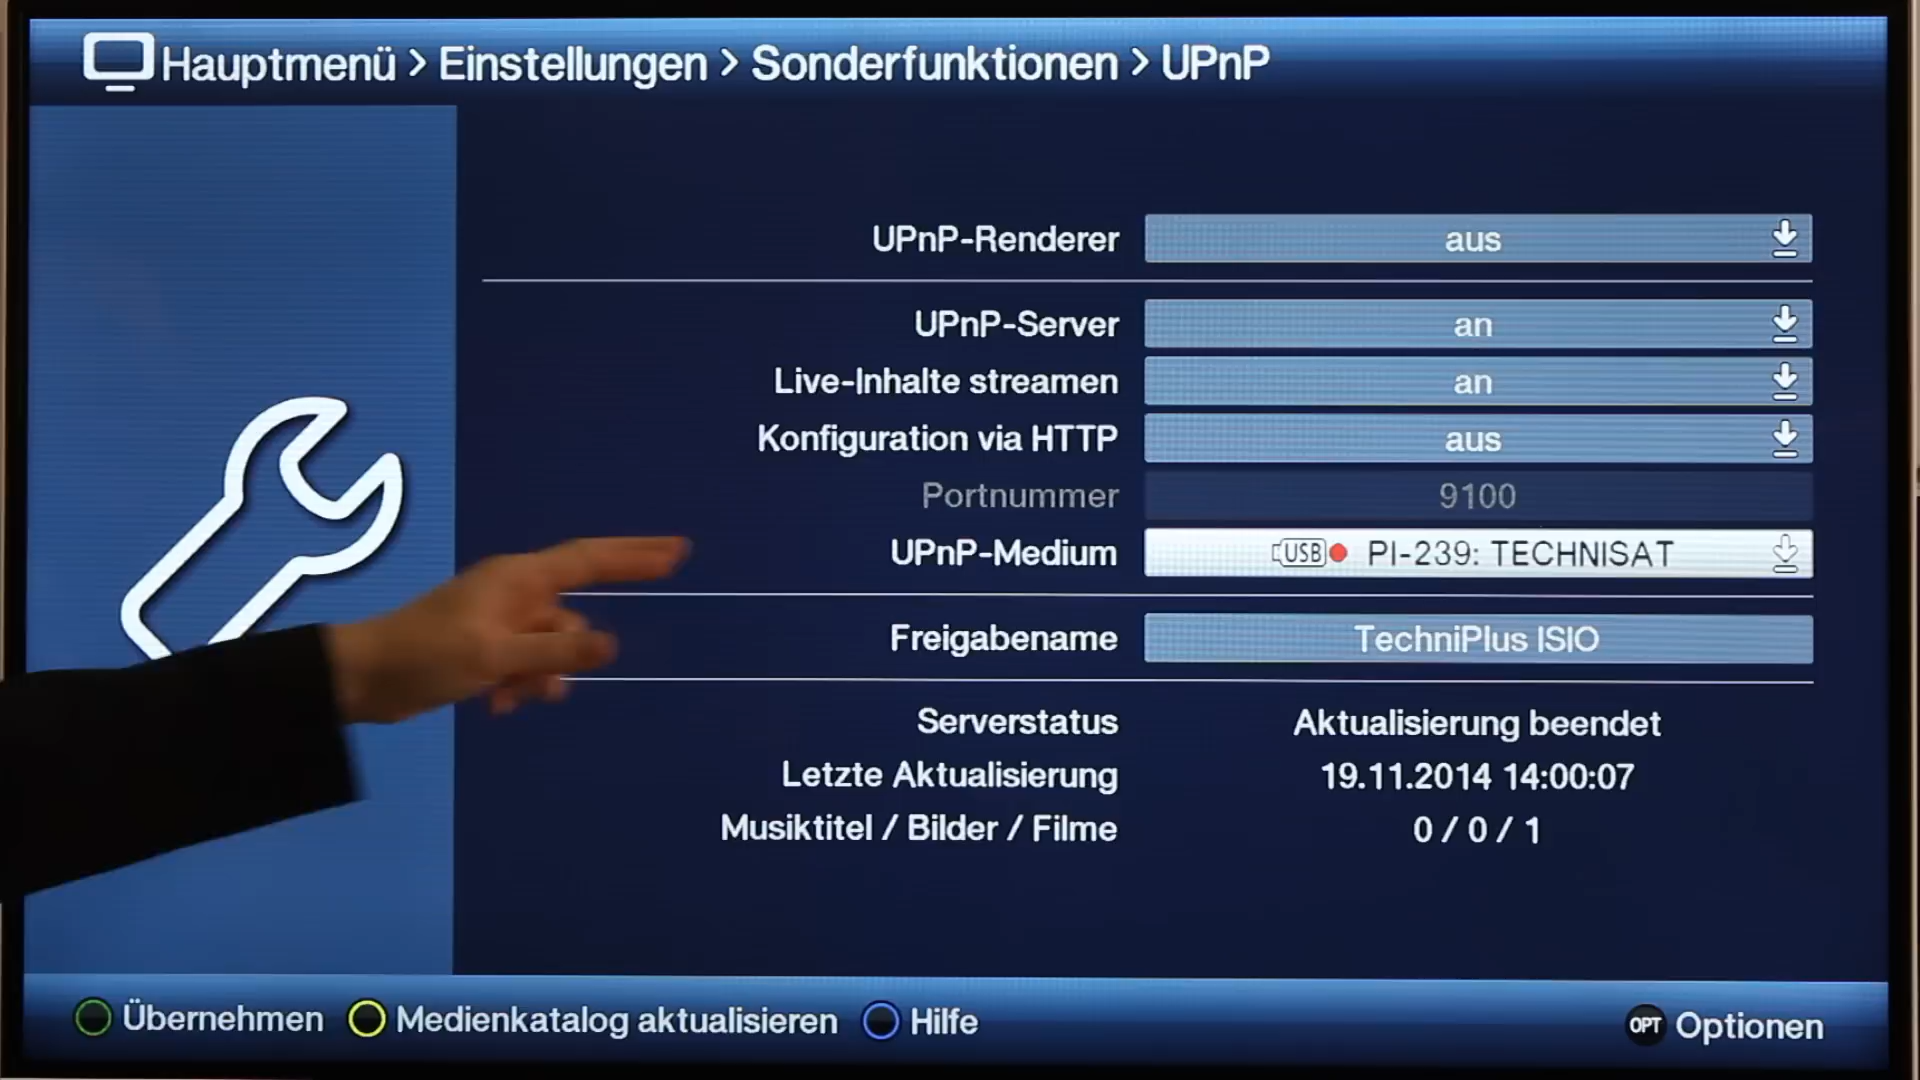 Hauptmenü > Einstellungen > Sonderfunktionen > UPnP
UPnP-Renderer aus
UPnP-Server an
Live-Inhalte streamen an
Konfiguration via HTTP aus
Portnummer 9100
UPnP-Medium USB PI-239: TECHNISAT
Freigabename TechniPlus ISIO
Serverstatus Aktualisierung beendet
Letzte Aktualisierung 19.11.2014 14:00:07
Musiktitel / Bilder / Filme 0 / 0 / 1
Übernehmen Medienkatalog aktualisieren Hilfe OPT Optionen